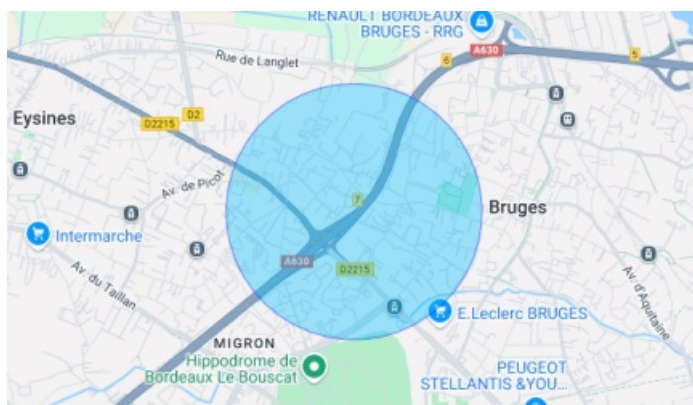 RENAULT BORDEAUX
BRUGES - RRG
A630
5
6
Rue de Langlet
D2
Eysines
D2215
Av. de Picot
7
Bruges
Intermarche
A630
D2215
Av. du Taillan
Av. d'Aquitaine
E.Leclerc BRUGES
MIGRON
Hippodrome de
Bordeaux Le Bouscat
PEUGEOT
STELLANTIS &YOU...